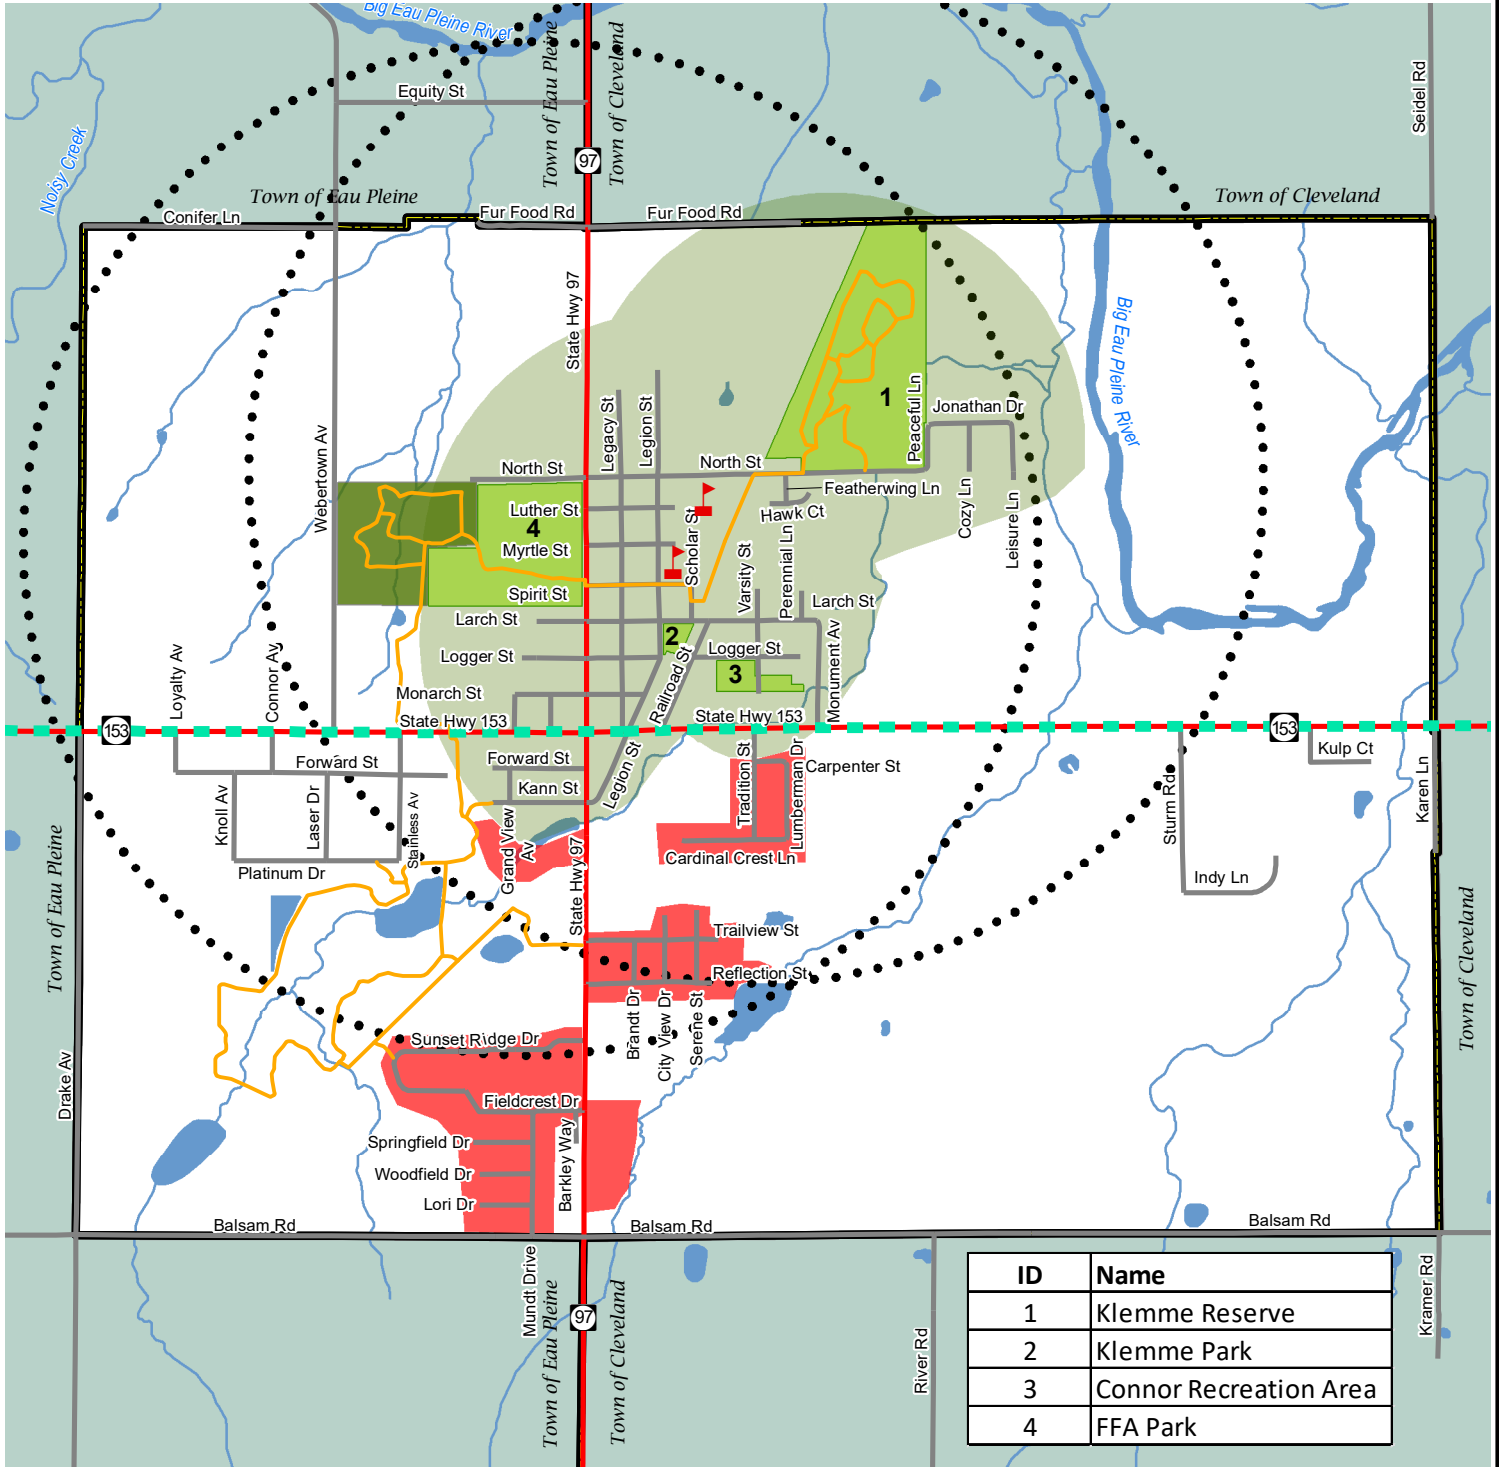 Big Eau Pleine River
Town of Eau Pleine
Town of Cleveland
Equity St
Seidel Rd
Noisy Creek
97
Town of Eau Pleine
Town of Cleveland
Conifer Ln
Fur Food Rd
Fur Food Rd
State Hwy 97
Big Eau Pleine River
1
Peaceful Ln
Jonathan Dr
Legacy St
Legion St
Webertown Av
North St
North St
Featherwing Ln
Hawk Ct
Cozy Ln
Leisure Ln
Luther St
4
Myrtle St
Scholar St
Varsity St
Perennial Ln
Spirit St
Larch St
Larch St
2
Logger St
Logger St
3
Monument Av
Railroad St
Loyalty Av
Connor Av
Monarch St
State Hwy 153
State Hwy 153
153
153
Kulp Ct
Karen Ln
Forward St
Forward St
Kann St
Legion St
Tradition St
Lumberman Dr
Carpenter St
Sturm Rd
Knoll Av
Laser Dr
Stainless Av
Grand View
Av
State Hwy 97
Cardinal Crest Ln
Platinum Dr
Indy Ln
Town of Eau Pleine
Town of Cleveland
Trailview St
Reflection St
Brandt Dr
City View Dr
Serene St
Sunset Ridge Dr
Drake Av
Fieldcrest Dr
Springfield Dr
Woodfield Dr
Lori Dr
Barkley Way
Balsam Rd
Balsam Rd
Balsam Rd
Mundt Drive
Town of Eau Pleine
97
Town of Cleveland
River Rd
Kramer Rd
ID Name
1 Klemme Reserve
2 Klemme Park
3 Connor Recreation Area
4 FFA Park